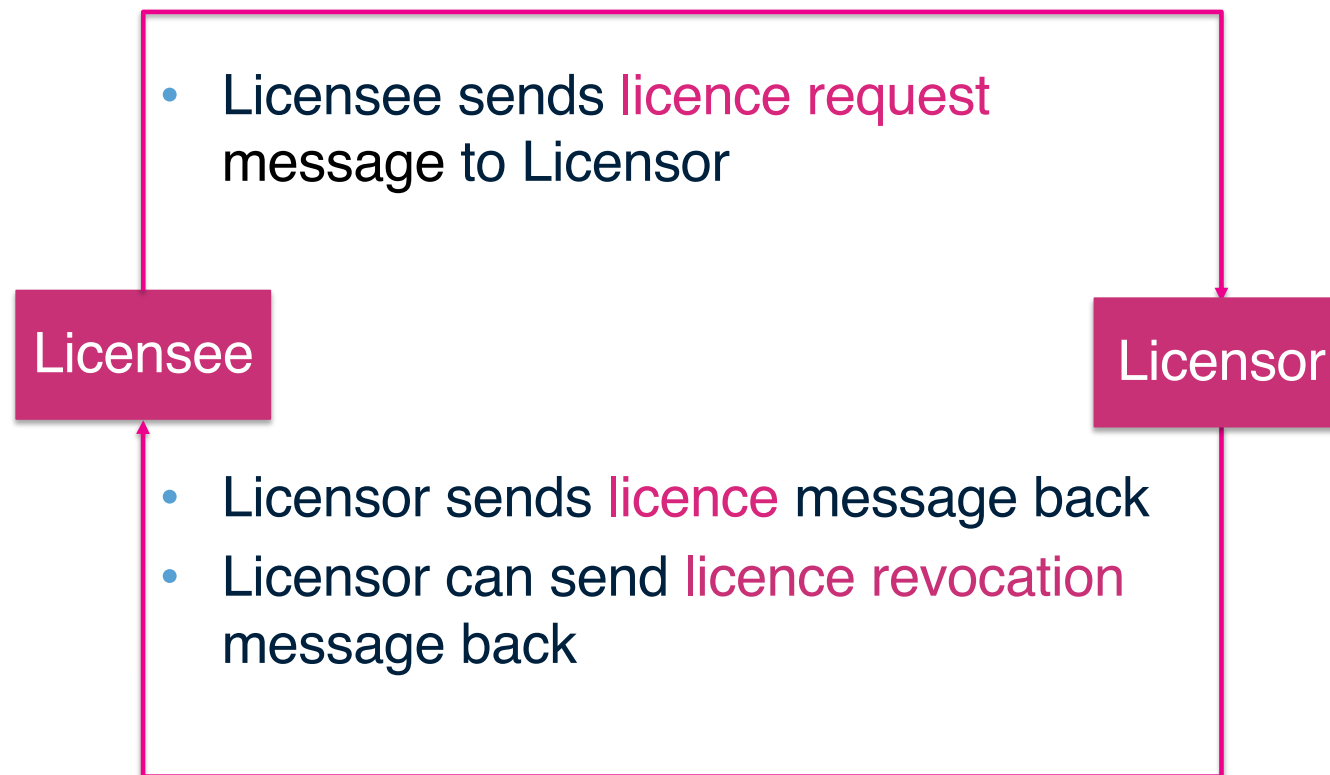 • Licensee sends licence request
message to Licensor
Licensee
Licensor
• Licensor sends licence message back
• Licensor can send licence revocation
message back